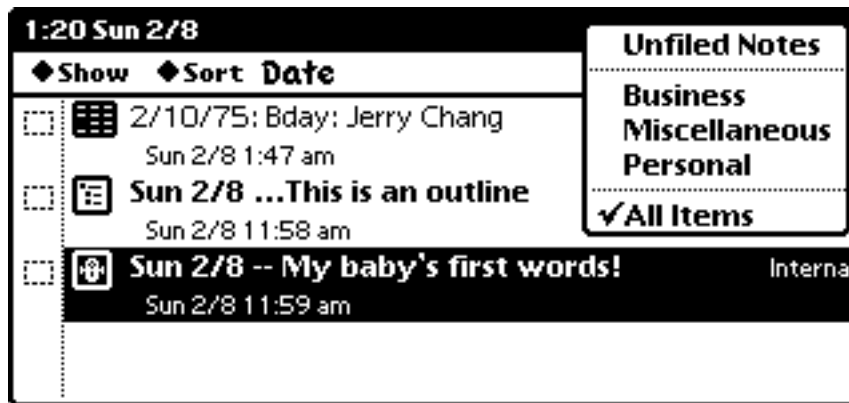 1:20 Sun 2/8
◆Show ◆Sort Date
2/10/75: Bday: Jerry Chang
Sun 2/8 1:47 am
Sun 2/8 ...This is an outline
Sun 2/8 11:58 am
Sun 2/8 -- My baby's first words! Interna
Sun 2/8 11:59 am
Unfiled Notes
Business
Miscellaneous
Personal
✓All Items